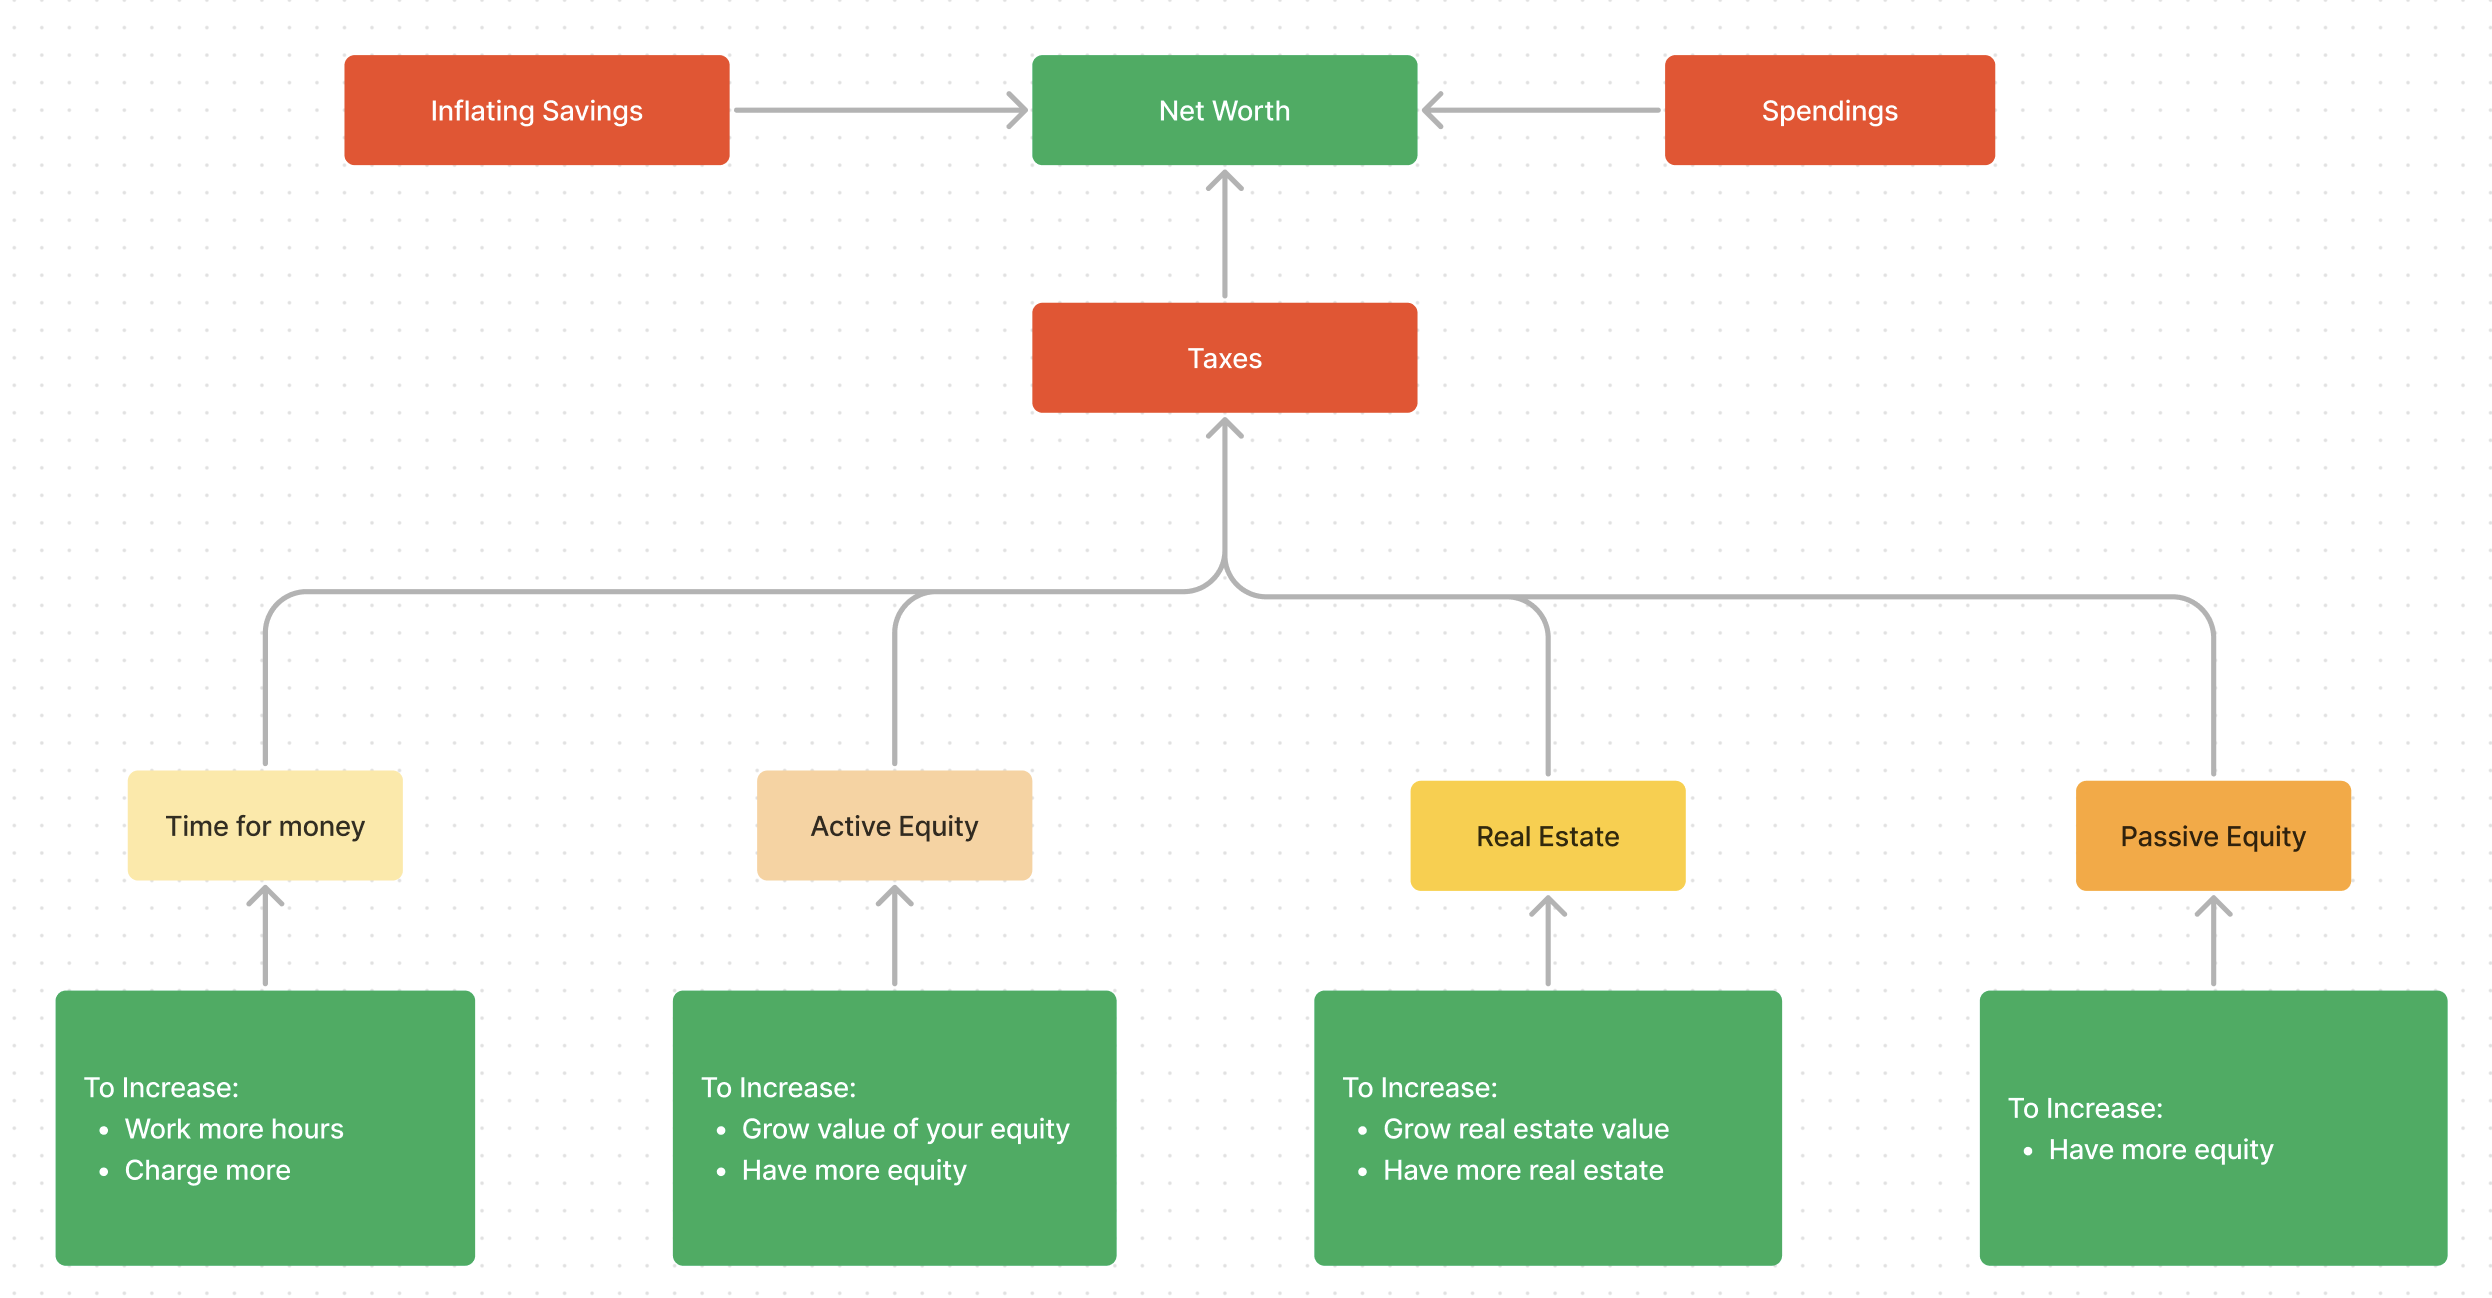 Inflating Savings
Net Worth
Spendings
Taxes
Time for money
Active Equity
Real Estate
Passive Equity
To Increase:
• Work more hours
• Charge more
To Increase:
• Grow value of your equity
• Have more equity
To Increase:
• Grow real estate value
• Have more real estate
To Increase:
• Have more equity